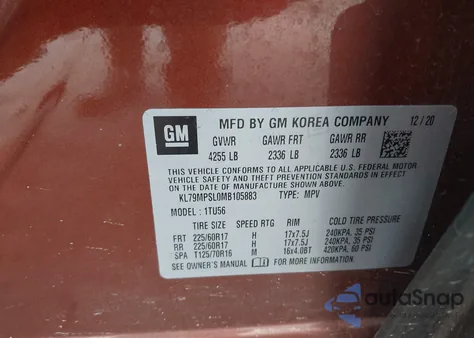 GM
MFD BY GM KOREA COMPANY 12/20
GVWR GAWR FRT GAWR RR
4255 LB 2336 LB 2336 LB
THIS VEHICLE CONFORMS TO ALL APPLICABLE U.S. FEDERAL MOTOR
VEHICLE SAFETY AND THEFT PREVENTION STANDARDS IN EFFECT ON
THE DATE OF MANUFACTURE SHOWN ABOVE.
KL79MPSL0MB105883 TYPE: MPV
MODEL: 1TU56
TIRE SIZE SPEED RTG RIM COLD TIRE PRESSURE
FRT 225/60R17 H 17x7.5J 240KPA, 35 PSI
RR 225/60R17 H 17x7.5J 240KPA, 35 PSI
SPA T125/70R16 M 16x4.0BT 420KPA, 60 PSI
SEE OWNER'S MANUAL FOR ADDITIONAL INFORMATION.
autoSnap